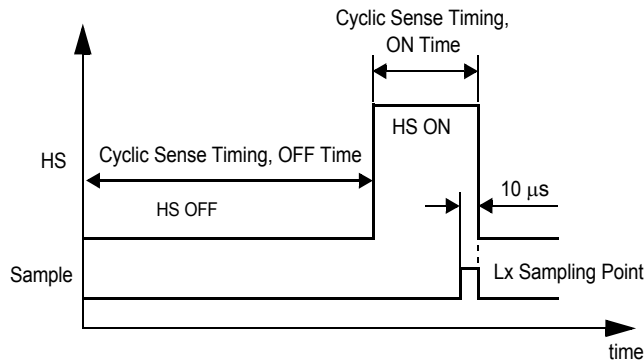 Cyclic Sense Timing,
ON Time
HS
Cyclic Sense Timing, OFF Time
HS ON
HS OFF
10 μs
Sample
Lx Sampling Point
time